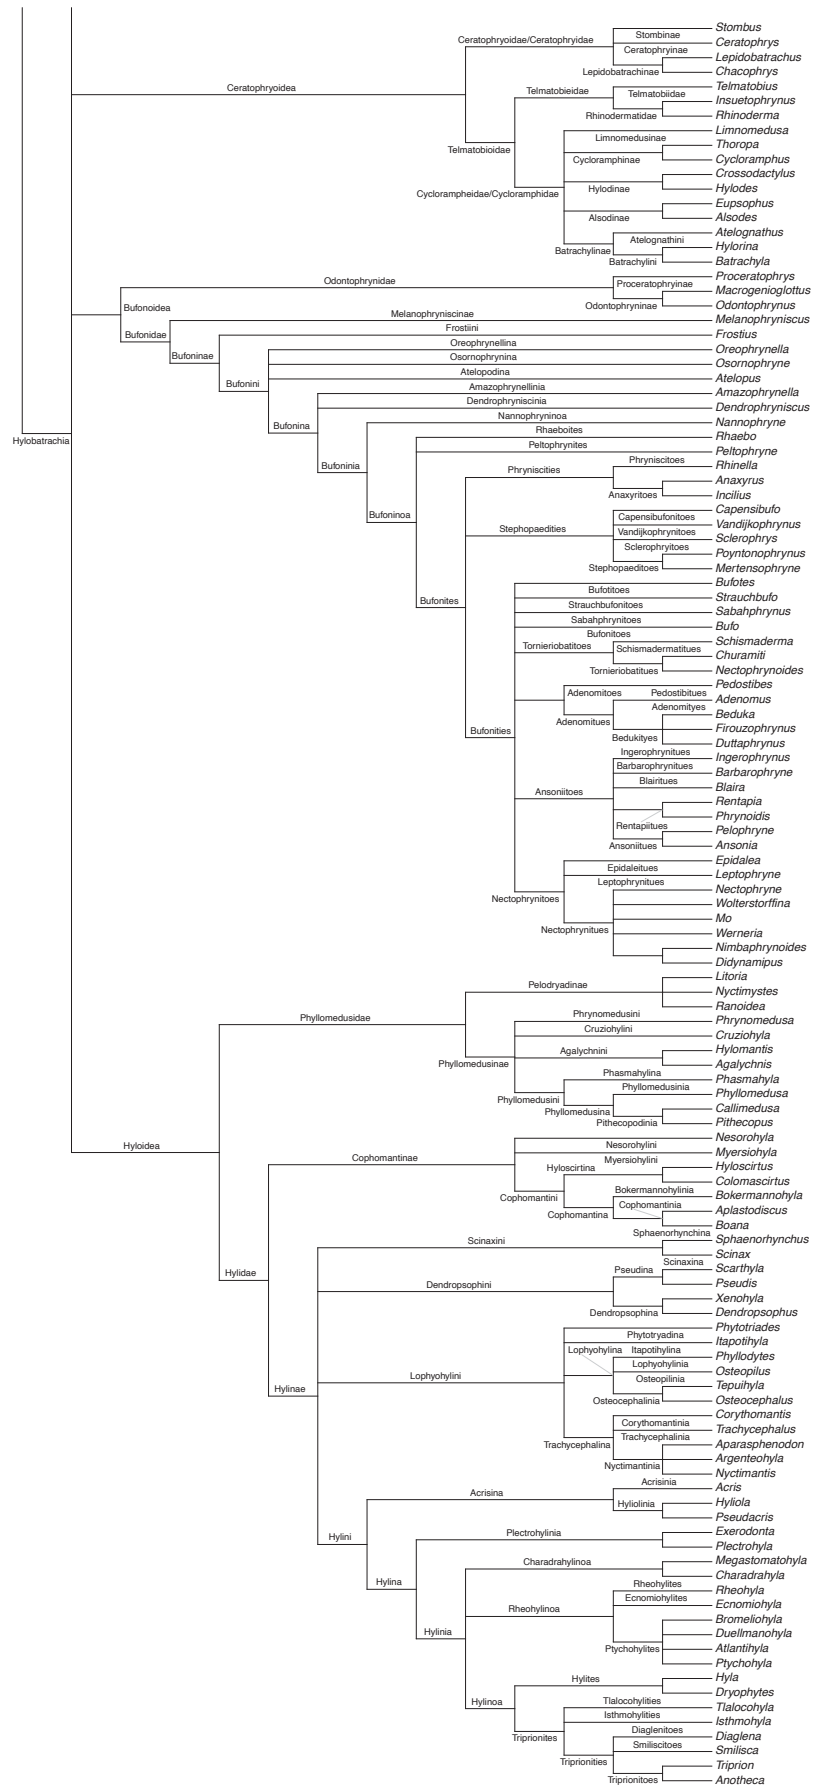 Stombus
Stombinae
Ceratophryoidae/Ceratophryidae
Ceratophrys
Ceratophryinae
Lepidobatrachus
Lepidobatrachinae
Chacophrys
Ceratophryoidea
Telmatobius
Telmatobieidae
Telmatobiidae
Insuetophrynus
Rhinodermatidae
Rhinoderma
Limnomedusa
Limnomedusinae
Thoropa
Telmatobioidae
Cycloramphinae
Cycloramphus
Crossodactylus
Cyclorampheidae/Cycloramphidae
Hylodinae
Hylodes
Eupsophus
Alsodinae
Alsodes
Atelognathus
Atelognathini
Hylorina
Batrachylinae
Batrachylini
Batrachyla
Proceratophrys
Odontophrynidae
Proceratophryinae
Macrogenioglottus
Odontophryninae
Odontophrynus
Bufonoidea
Melanophryniscinae
Melanophryniscus
Frostiini
Frostius
Bufonidae
Oreophrynellina
Oreophrynella
Bufoninae
Osornophrynina
Osornophryne
Atelopodina
Atelopus
Bufonini
Amazophrynellinia
Amazophrynella
Dendrophryniscinia
Dendrophryniscus
Nannophryninoa
Nannophryne
Bufonina
Rhaeboites
Rhaebo
Hylobatrachia
Peltophrynites
Peltophryne
Phryniscitoes
Rhinella
Bufoninia
Phryniscities
Anaxyrus
Anaxyritoes
Incilius
Capensibufo
Bufoninoa
Capensibufonitoes
Vandijkophrynus
Stephopaedities
Vandijkophrynitoes
Sclerophrys
Sclerophryitoes
Poyntonophrynus
Stephopaeditoes
Mertensophryne
Bufotes
Bufotitoes
Strauchbufo
Bufonites
Strauchbufonitoes
Sabahphrynus
Sabahphrynitoes
Bufo
Bufonitoes
Schismaderma
Tornieriobatitoes
Schismadermatitues
Churamiti
Tornieriobatitues
Nectophrynoides
Pedostibes
Adenomitoes
Pedostibitues
Adenomus
Adenomityes
Beduka
Adenomitues
Firouzophrynus
Bufonities
Bedukityes
Duttaphrynus
Ingerophrynitues
Ingerophrynus
Barbarophrynitues
Barbarophryne
Blairitues
Blaira
Ansoniitoes
Rentapia
Phrynoidis
Rentapiitues
Pelophryne
Ansoniitues
Ansonia
Epidalea
Epidaleitues
Leptophryne
Leptophrynitues
Nectophryne
Nectophrynitoes
Wolterstorffina
Mo
Nectophrynitues
Werneria
Nimbaphrynoides
Didynamipus
Litoria
Pelodryadinae
Nyctimystes
Ranoidea
Phrynomedusini
Phrynomedusa
Phyllomedusidae
Cruziohylini
Cruziohyla
Agalychnini
Hylomantis
Phyllomedusinae
Agalychnis
Phasmahylina
Phasmahyla
Phyllomedusinia
Phyllomedusa
Phyllomedusini
Callimedusa
Phyllomedusina
Pithecopodinia
Pithecopus
Nesorohyla
Hyloidea
Nesorohylini
Myersiohyla
Cophomantinae
Myersiohylini
Hyloscirtina
Hyloscirtus
Colomascirtus
Bokermannohylinia
Bokermannohyla
Cophomantini
Cophomantinia
Aplastodiscus
Cophomantina
Boana
Sphaenorhynchina
Sphaenorhynchus
Scinaxini
Scinax
Scinaxina
Hylidae
Pseudina
Scarthyla
Dendropsophini
Pseudis
Xenohyla
Dendropsophina
Dendropsophus
Phytotriades
Phytotryadina
Itapotihyla
Lophyohylina
Itapotihylina
Phyllodytes
Lophyohylinia
Osteopilus
Lophyohylini
Osteopilinia
Tepuihyla
Hylinae
Osteocephalinia
Osteocephalus
Corythomantis
Corythomantinia
Trachycephalus
Trachycephalinia
Trachycephalina
Aparasphenodon
Argenteohyla
Nyctimantinia
Nyctimantis
Acrisinia
Acris
Acrisina
Hyliolinia
Hyliola
Pseudacris
Plectrohylinia
Exerodonta
Hylini
Plectrohyla
Charadrahylinoa
Megastomatohyla
Charadrahyla
Hylina
Rheohylites
Rheohyla
Ecnomiohylites
Ecnomiohyla
Rheohylinoa
Bromeliohyla
Hylinia
Duellmanohyla
Ptychohylites
Atlantihyla
Ptychohyla
Hylites
Hyla
Dryophytes
Hylinoa
Tlalocohylities
Tlalocohyla
Isthmohylities
Isthmohyla
Diaglenitoes
Diaglena
Triprionites
Smiliscitoes
Smilisca
Triprionities
Triprion
Triprionitoes
Anotheca